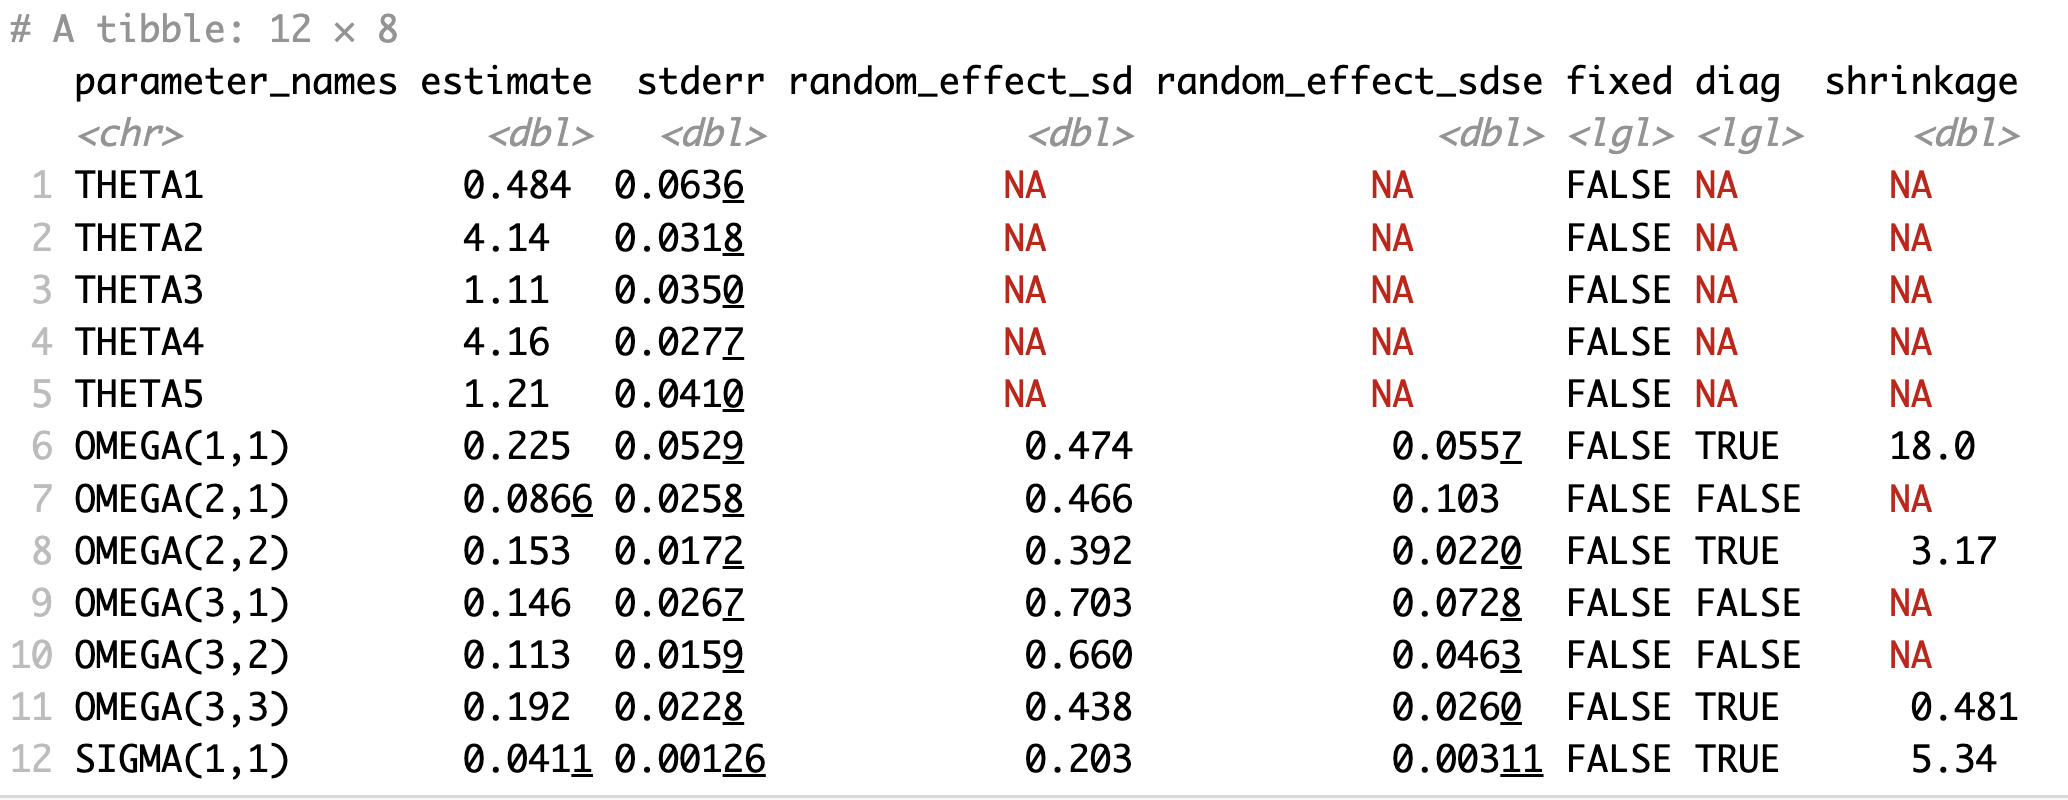 # A tibble: 12 × 8
   parameter_names estimate  stderr random_effect_sd random_effect_sdse fixed diag  shrinkage
   <chr>              <dbl>   <dbl>            <dbl>              <dbl> <lgl> <lgl>     <dbl>
 1 THETA1            0.484  0.0636            NA                NA       FALSE NA       NA
 2 THETA2            4.14   0.0318            NA                NA       FALSE NA       NA
 3 THETA3            1.11   0.0350            NA                NA       FALSE NA       NA
 4 THETA4            4.16   0.0277            NA                NA       FALSE NA       NA
 5 THETA5            1.21   0.0410            NA                NA       FALSE NA       NA
 6 OMEGA(1,1)        0.225  0.0529             0.474             0.0557  FALSE TRUE     18.0
 7 OMEGA(2,1)        0.0866 0.0258             0.466             0.103   FALSE FALSE    NA
 8 OMEGA(2,2)        0.153  0.0172             0.392             0.0220  FALSE TRUE      3.17
 9 OMEGA(3,1)        0.146  0.0267             0.703             0.0728  FALSE FALSE    NA
10 OMEGA(3,2)        0.113  0.0159             0.660             0.0463  FALSE FALSE    NA
11 OMEGA(3,3)        0.192  0.0228             0.438             0.0260  FALSE TRUE      0.481
12 SIGMA(1,1)        0.0411 0.00126            0.203             0.00311 FALSE TRUE      5.34